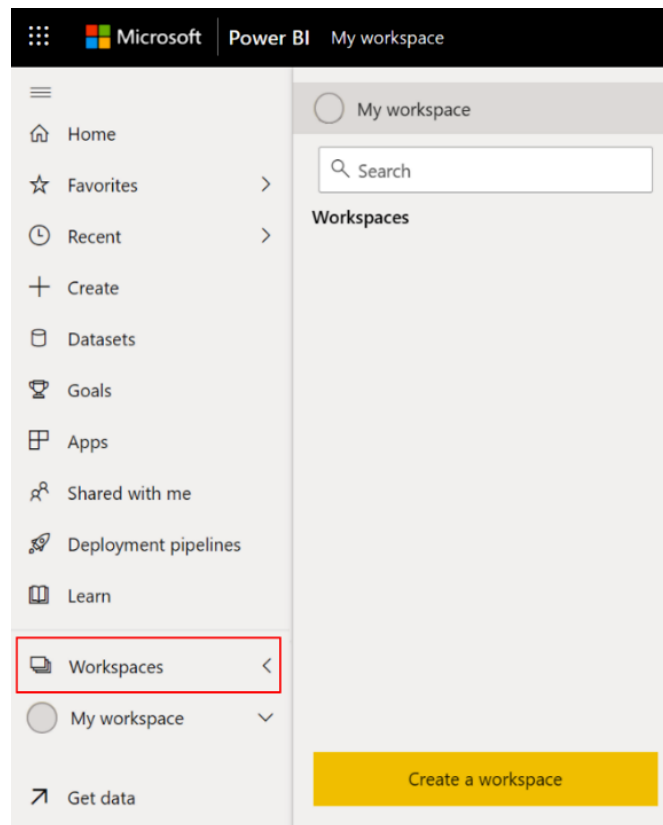 Microsoft Power BI My workspace
Home
Favorites
Recent
Create
Datasets
Goals
Apps
Shared with me
Deployment pipelines
Learn
Workspaces
My workspace
Get data
My workspace
Search
Workspaces
Create a workspace